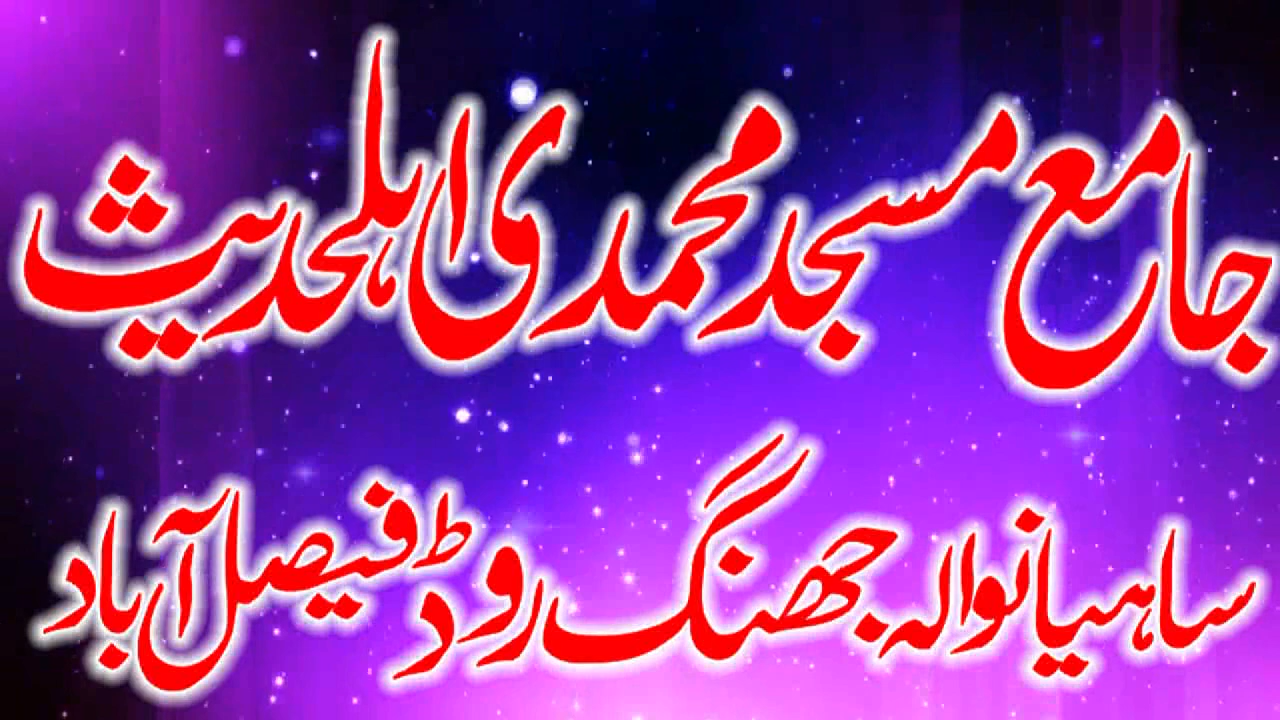 جامع مسجد محمدی اہلحدیث
ساہیانوالہ جھنگ روڈ فیصل آباد